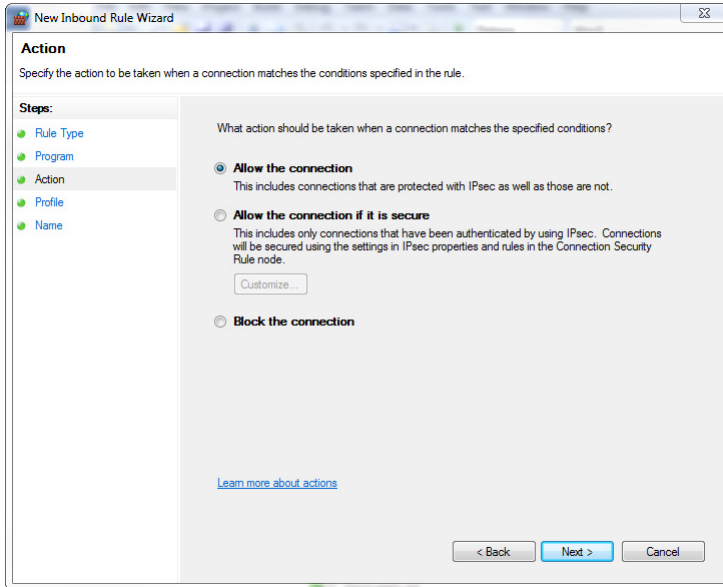 New Inbound Rule Wizard
Action
Specify the action to be taken when a connection matches the conditions specified in the rule.
Steps:
Rule Type
Program
Action
Profile
Name
What action should be taken when a connection matches the specified conditions?
Allow the connection
This includes connections that are protected with IPsec as well as those are not.
Allow the connection if it is secure
This includes only connections that have been authenticated by using IPsec. Connections
will be secured using the settings in IPsec properties and rules in the Connection Security
Rule node.
Customize...
Block the connection
Learn more about actions
< Back
Next >
Cancel